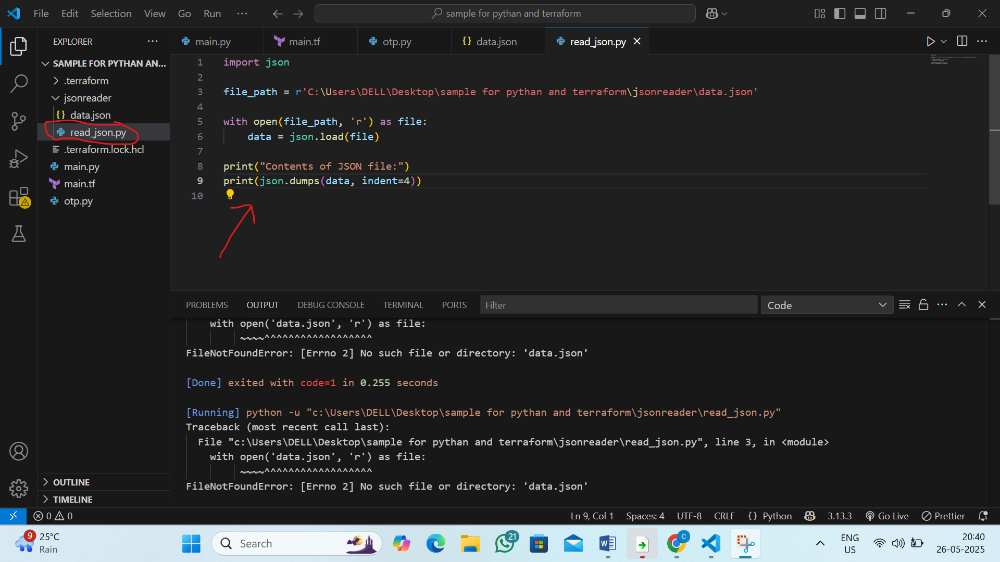 File Edit Selection View Go Run ··· sample for pythan and terraform
EXPLORER ···
main.py main.tf otp.py {} data.json read_json.py
SAMPLE FOR PYTHAN AN...
.terraform
jsonreader
{} data.json
read_json.py
.terraform.lock.hcl
main.py
main.tf
otp.py
OUTLINE
TIMELINE
1 import json
2
3 file_path = r'C:\Users\DELL\Desktop\sample for pythan and terraform\jsonreader\data.json'
4
5 with open(file_path, 'r') as file:
6 data = json.load(file)
7
8 print("Contents of JSON file:")
9 print(json.dumps(data, indent=4))
10
PROBLEMS OUTPUT DEBUG CONSOLE TERMINAL PORTS Filter Code
with open('data.json', 'r') as file:
~~~~^^^^^^^^^^^^^^^^^^
FileNotFoundError: [Errno 2] No such file or directory: 'data.json'
[Done] exited with code=1 in 0.255 seconds
[Running] python -u "c:\Users\DELL\Desktop\sample for pythan and terraform\jsonreader\read_json.py"
Traceback (most recent call last):
File "c:\Users\DELL\Desktop\sample for pythan and terraform\jsonreader\read_json.py", line 3, in <module>
with open('data.json', 'r') as file:
~~~~^^^^^^^^^^^^^^^^^^
FileNotFoundError: [Errno 2] No such file or directory: 'data.json'
0 0 Ln 9, Col 1 Spaces: 4 UTF-8 CRLF {} Python 3.13.3 Go Live Prettier
9 25°C
Rain
Search
21
C
ENG
US
20:40
26-05-2025